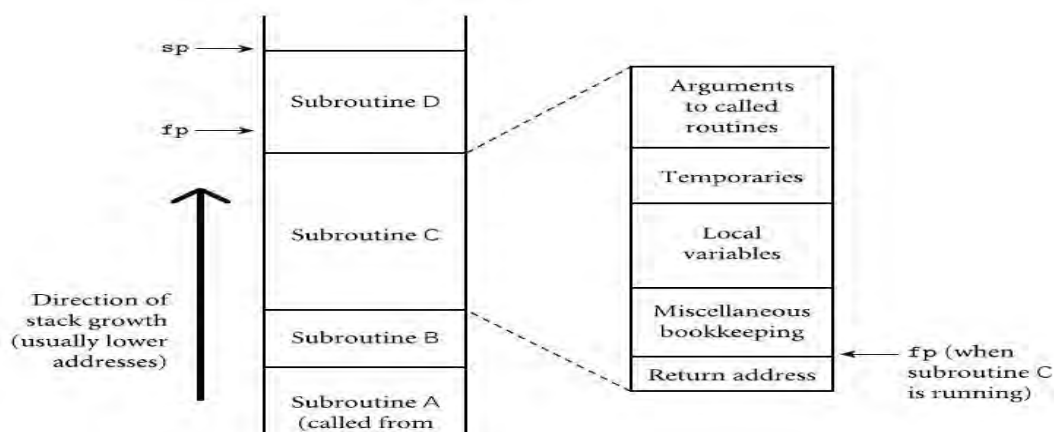 sp
Subroutine D
fp
Subroutine C
Direction of
stack growth
(usually lower
addresses)
Subroutine B
Subroutine A
(called from
Arguments
to called
routines
Temporaries
Local
variables
Miscellaneous
bookkeeping
Return address
fp (when
subroutine C
is running)